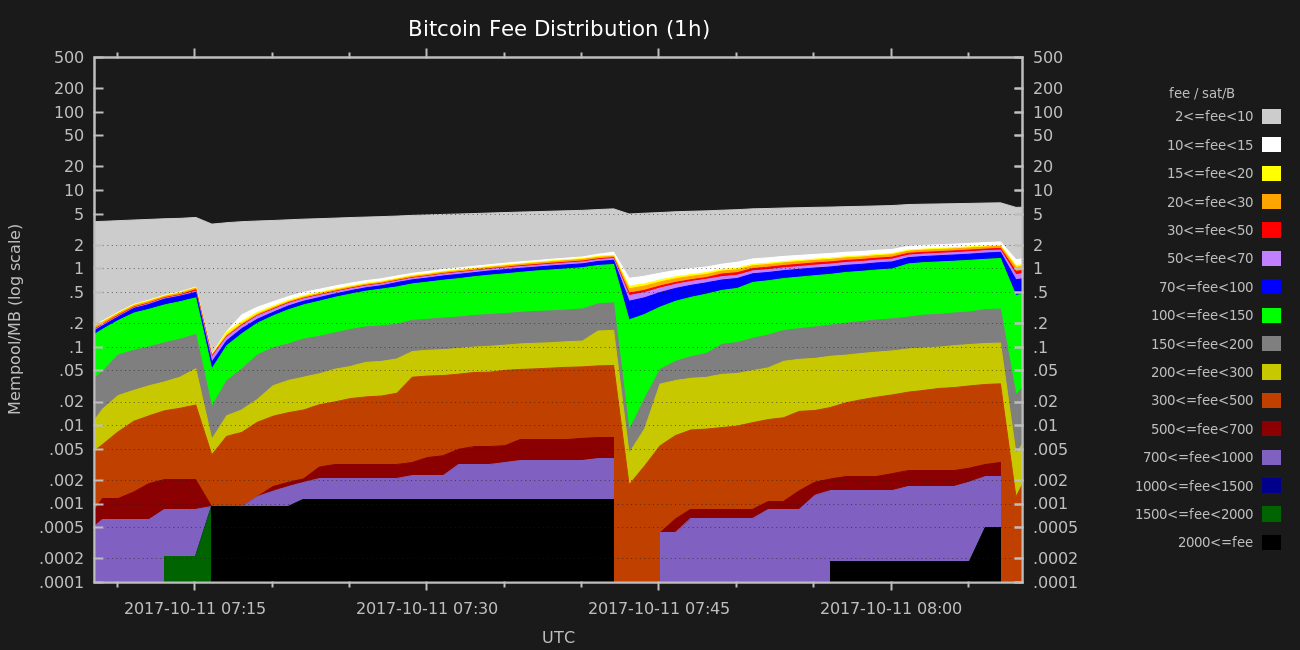 Bitcoin Fee Distribution (1h)
500 500
200 200
100 100
50 50
20 20
10 10
5 5
2 2
1 1
.5 .5
.2 .2
.1 .1
.05 .05
.02 .02
.01 .01
.005 .005
.002 .002
.001 .001
.0005 .0005
.0002 .0002
.0001 .0001
Mempool/MB (log scale)
2017-10-11 07:15 2017-10-11 07:30 2017-10-11 07:45 2017-10-11 08:00
UTC
fee / sat/B
2<=fee<10
10<=fee<15
15<=fee<20
20<=fee<30
30<=fee<50
50<=fee<70
70<=fee<100
100<=fee<150
150<=fee<200
200<=fee<300
300<=fee<500
500<=fee<700
700<=fee<1000
1000<=fee<1500
1500<=fee<2000
2000<=fee